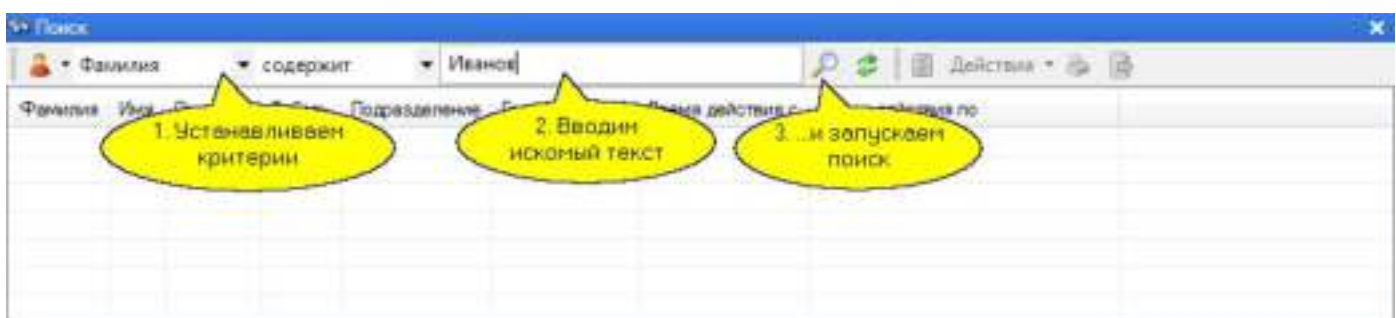 Поиск
Фамилия содержит Иванов Действия
Фамилия Имя Подразделение действия с действия по
1. Устанавливаем
критерии
2. Вводим
искомый текст
3. ...и запускаем
поиск